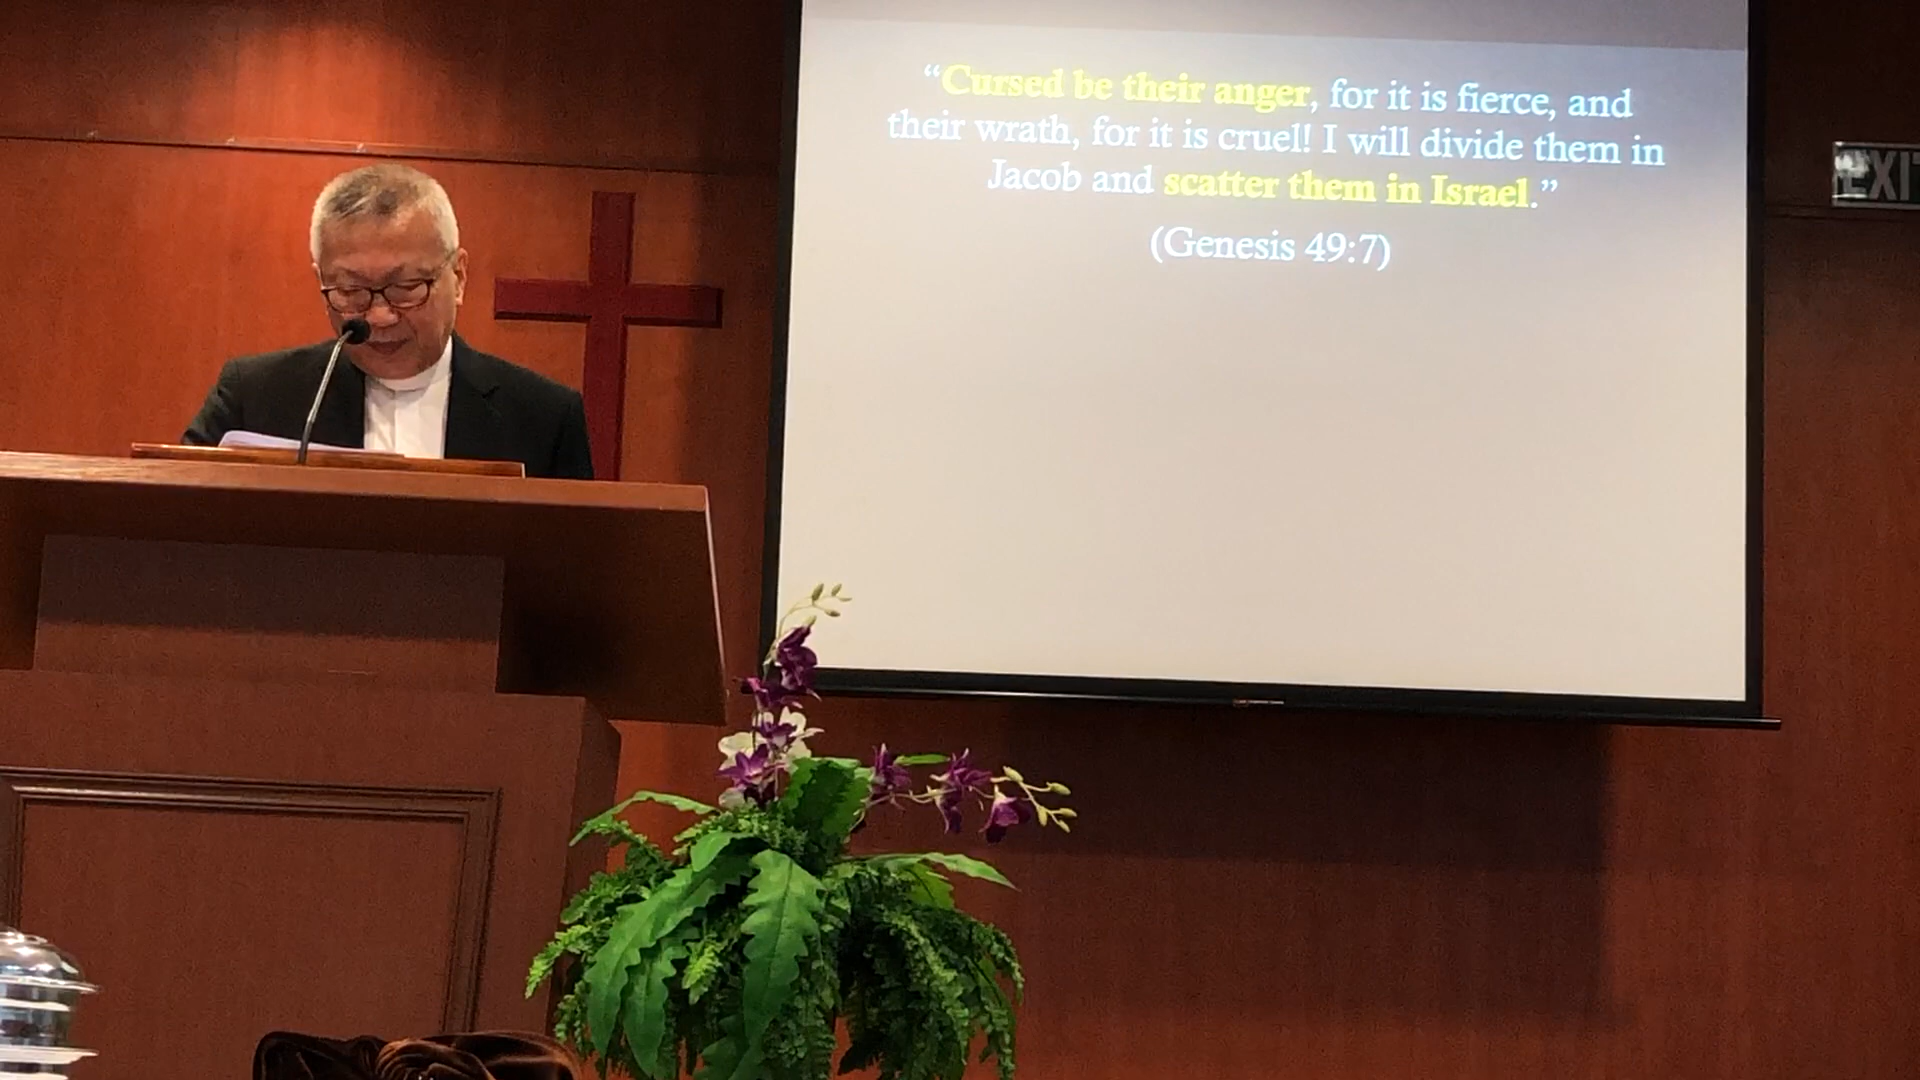 “Cursed be their anger, for it is fierce, and
their wrath, for it is cruel! I will divide them in
Jacob and scatter them in Israel.”
(Genesis 49:7)
EXIT